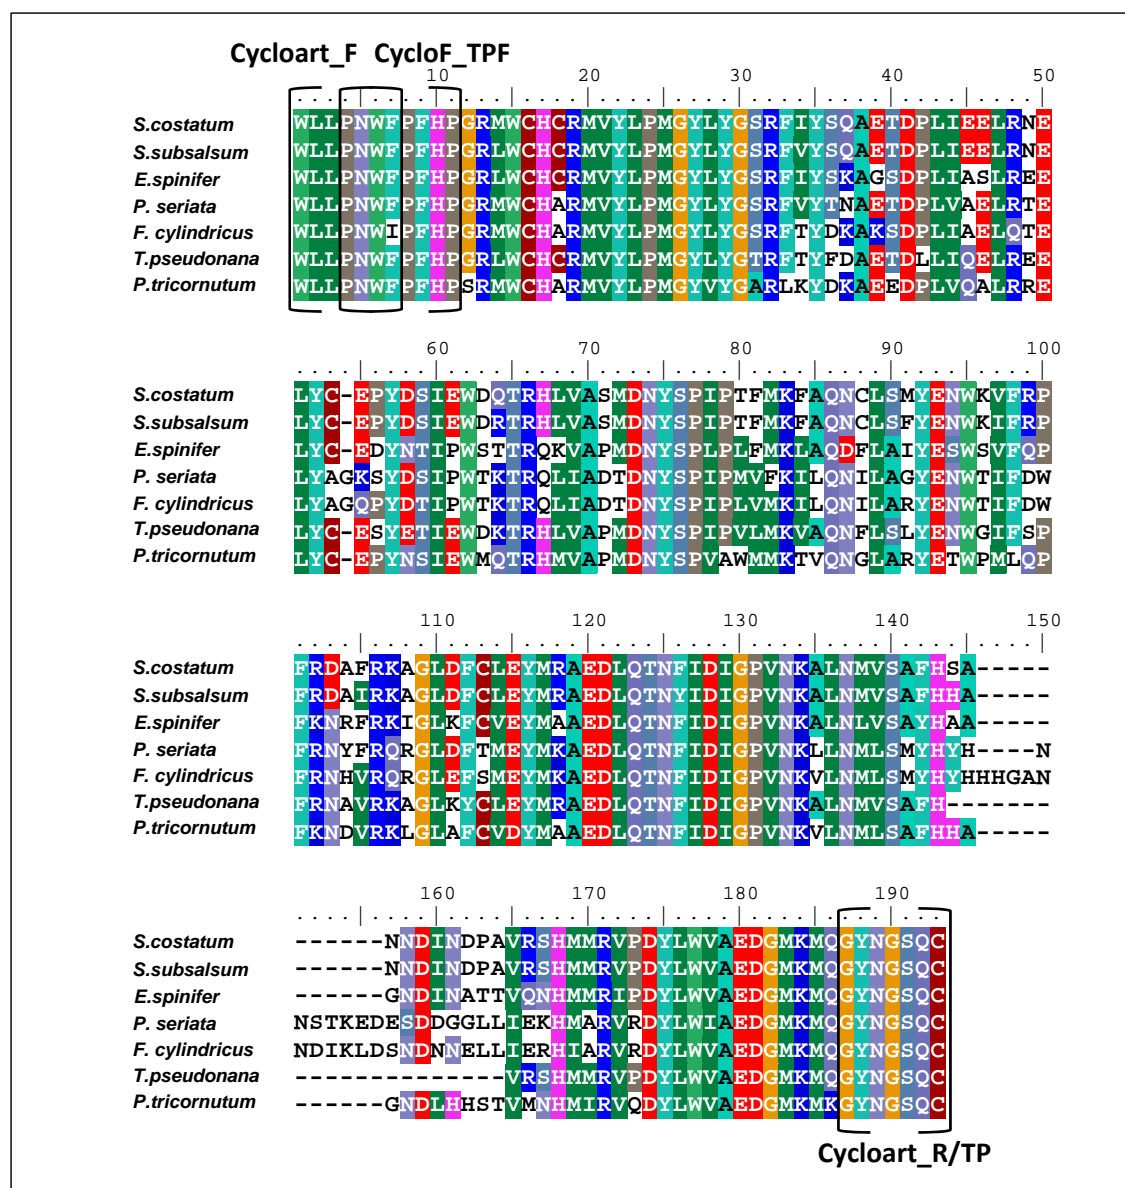 Cycloart_F CycloF_TPF
10 20 30 40 50
S.costatum WLLPNWFPFHPGRMWCHCRMVYLPMGYLYGSRFIYSQAETDPLIEELRNE
S.subsalsum WLLPNWFPFHPGRLWCHCRMVYLPMGYLYGSRFVYSQAETDPLIEELRNE
E.spinifer WLLPNWFPFHPGRLWCHCRMVYLPMGYLYGSRFIYSKAGSDPLIASLREE
P. seriata WLLPNWFPFHPGRLWCHARMVYLPMGYLYGSRFVYTNAETDPLVAELRTE
F. cylindricus WLLPNWIPFHPGRLWCHARMVYLPMGYLYGSRFTYDKAKSDPLIAELQTE
T.pseudonana WLLPNWFPFHPGRLWCHCRMVYLPMGYLYGTRFTYFDAETDLLIQELREE
P.tricornutum WLLPNWFPFHPSRMWCHARMVYLPMGYVYGARLKYDKAEEDPLVQALRRE
60 70 80 90 100
S.costatum LYC-EPYDSIEWDQTRHLVASMDNYSPIPTFMKFAQNCLSMYENWKVFRP
S.subsalsum LYC-EPYDSIEWDRTRHLVASMDNYSPIPTFMKFAQNCLSFYENWKIFRP
E.spinifer LYC-EDYNTIPWSTTRQKVAPMDNYSPLPLFMKLAQDFLAIYESWSVFQP
P. seriata LYAGKSYDSIPWTKTRQLIADTDNYSPIPMVFKILQNILAGYENWTIFDW
F. cylindricus LYAGQPYDTIPWTKTRQLIADTDNYSPIPLVMKILQNILARYENWTIFDW
T.pseudonana LYC-ESYETIEWDKTRHLVAPMDNYSPIPVLMKVAQNFLSLYENWGIFSP
P.tricornutum LYC-EPYNSIEWMQTRHMVAPMDNYSPVAWMMKTVQNGLARYETWPMLQP
110 120 130 140 150
S.costatum FRDAFRKAGLDFCLEYMRAEDLQTNFIDIGPVNKALNMVSAFHSA-----
S.subsalsum FRDAIRKAGLDFCLEYMRAEDLQTNYIDIGPVNKALNMVSAFHHA-----
E.spinifer FKNRFRKIGLKFCVEYMAAEDLQTNFIDIGPVNKALNLVSAYHAA-----
P. seriata FRNYFRQRGLDFTMEYMKAEDLQTNFIDIGPVNKLLNMLSMYHYH----N
F. cylindricus FRNHVRQRGLEFSMEYMKAEDLQTNFIDIGPVNKVLNMLSMYHYHHHGAN
T.pseudonana FRNAVRKAGLKYCLEYMRAEDLQTNFIDIGPVNKALNMVSAFH-------
P.tricornutum FKNDVRKLGLAFCVDYMAAEDLQTNFIDIGPVNKVLNMLSAFHHA-----
160 170 180 190
S.costatum ------NNDINDPAVRSHMMRVPDYLWVAEDGMKMQGYNGSQC
S.subsalsum ------NNDINDPAVRSHMMRVPDYLWVAEDGMKMQGYNGSQC
E.spinifer ------GNDINATTVQNHMMRIPDYLWVAEDGMKMQGYNGSQC
P. seriata NSTKEDESDDGGLLIEKHMARVRDYLWIAEDGMKMQGYNGSQC
F. cylindricus NDIKLDSNDNNELLIERHIARVRDYLWVAEDGMKMQGYNGSQC
T.pseudonana --------------VRSHMMRVPDYLWVAEDGMKMQGYNGSQC
P.tricornutum ------GNDLHHSTVMNHMIRVQDYLWVAEDGMKMKGYNGSQC
Cycloart_R/TP